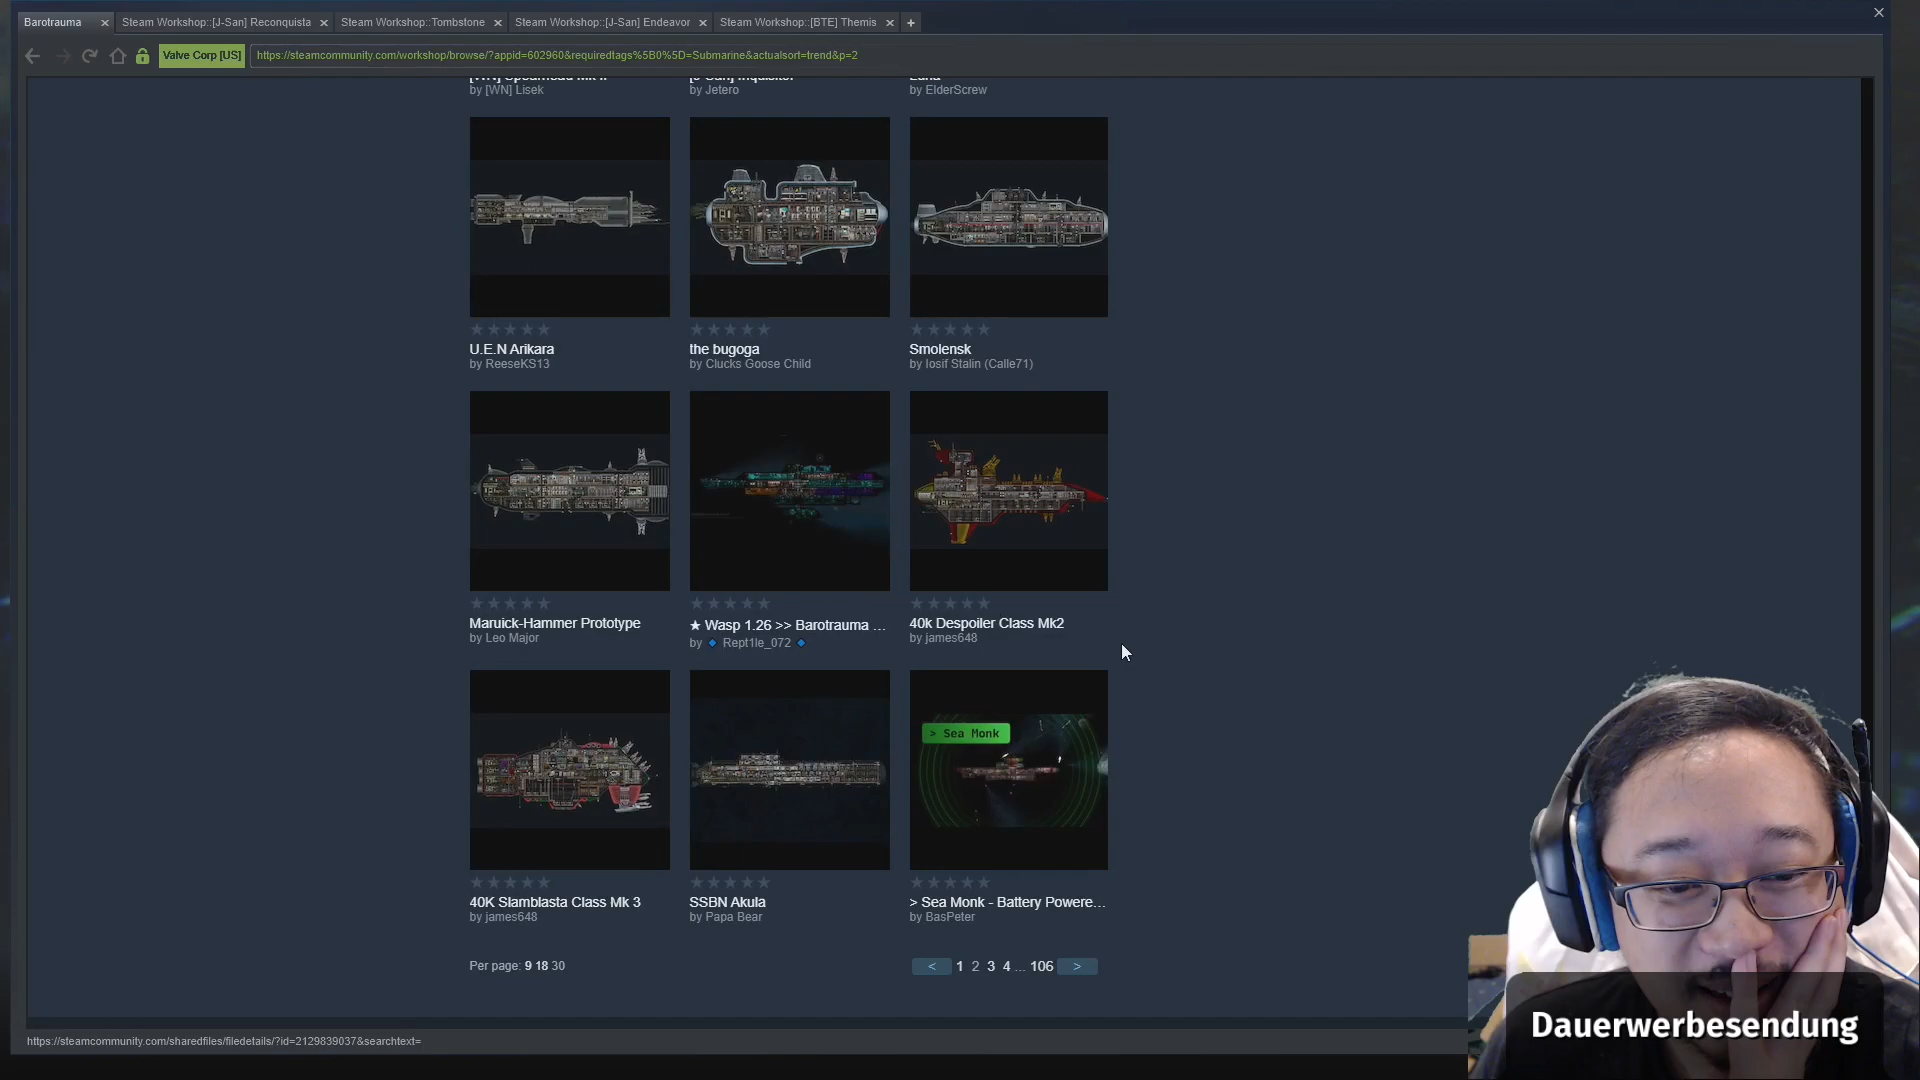 Barotrauma
Steam Workshop::[J-San] Reconquista
Steam Workshop::Tombstone
Steam Workshop::[J-San] Endeavor
Steam Workshop::[BTE] Themis
Valve Corp [US]
https://steamcommunity.com/workshop/browse/?appid=602960&requiredtags%5B0%5D=Submarine&actualsort=trend&p=2
by [WN] Lisek
by Jetero
by ElderScrew
U.E.N Arikara
by ReeseKS13
the bugoga
by Clucks Goose Child
Smolensk
by Iosif Stalin (Calle71)
Maruick-Hammer Prototype
by Leo Major
★ Wasp 1.26 >> Barotrauma ...
by 🔹 Rept1le_072 🔹
40k Despoiler Class Mk2
by james648
> Sea Monk
40K Slamblasta Class Mk 3
by james648
SSBN Akula
by Papa Bear
> Sea Monk - Battery Powere...
by BasPeter
Per page: 9 18 30
< 1 2 3 4 ... 106 >
https://steamcommunity.com/sharedfiles/filedetails/?id=2129839037&searchtext=
Dauerwerbesendung